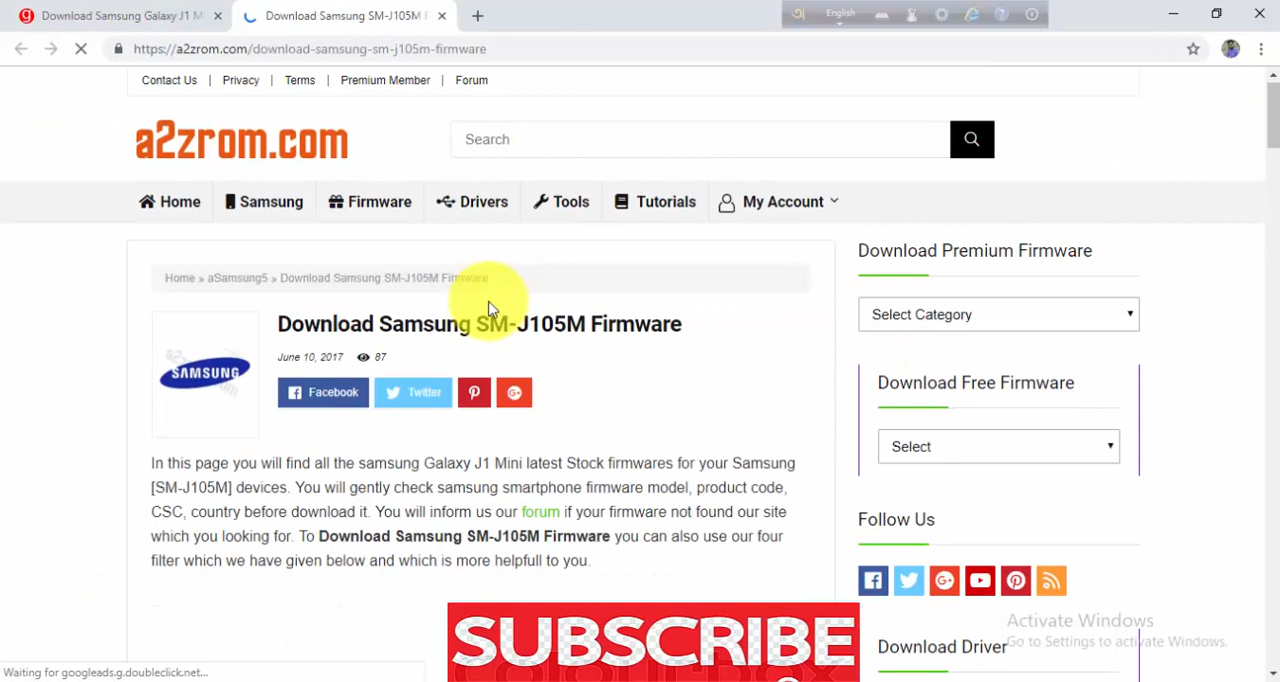 Download Samsung Galaxy J1 M
Download Samsung SM-J105M F
English
https://a2zrom.com/download-samsung-sm-j105m-firmware
Contact Us | Privacy | Terms | Premium Member | Forum
a2zrom.com
Search
Home Samsung Firmware Drivers Tools Tutorials My Account
Home » aSamsung5 » Download Samsung SM-J105M Firmware
SAMSUNG
Download Samsung SM-J105M Firmware
June 10, 2017 87
Facebook Twitter
In this page you will find all the samsung Galaxy J1 Mini latest Stock firmwares for your Samsung
[SM-J105M] devices. You will gently check samsung smartphone firmware model, product code,
CSC, country before download it. You will inform us our forum if your firmware not found our site
which you looking for. To Download Samsung SM-J105M Firmware you can also use our four
filter which we have given below and which is more helpfull to you.
Download Premium Firmware
Select Category
Download Free Firmware
Select
Follow Us
Download Driver
Activate Windows
Go to Settings to activate Windows.
SUBSCRIBE
Waiting for googleads.g.doubleclick.net...